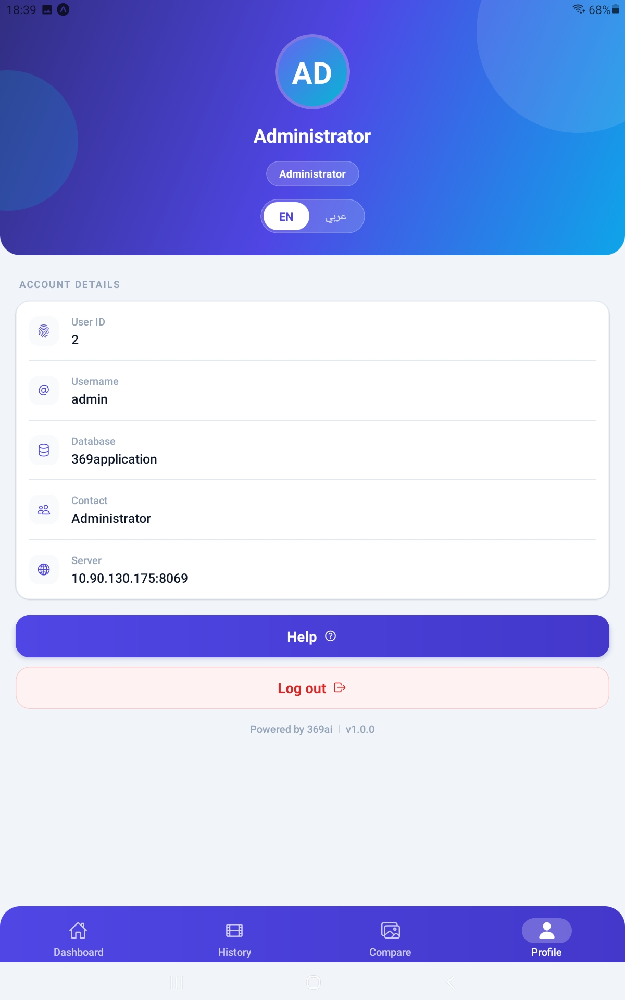 18:39
68%
AD
Administrator
Administrator
EN
عربي
ACCOUNT DETAILS
User ID
2
Username
@
admin
Database
369application
Contact
Administrator
Server
10.90.130.175:8069
Help ?
Log out
Powered by 369ai | v1.0.0
Dashboard
History
Compare
Profile